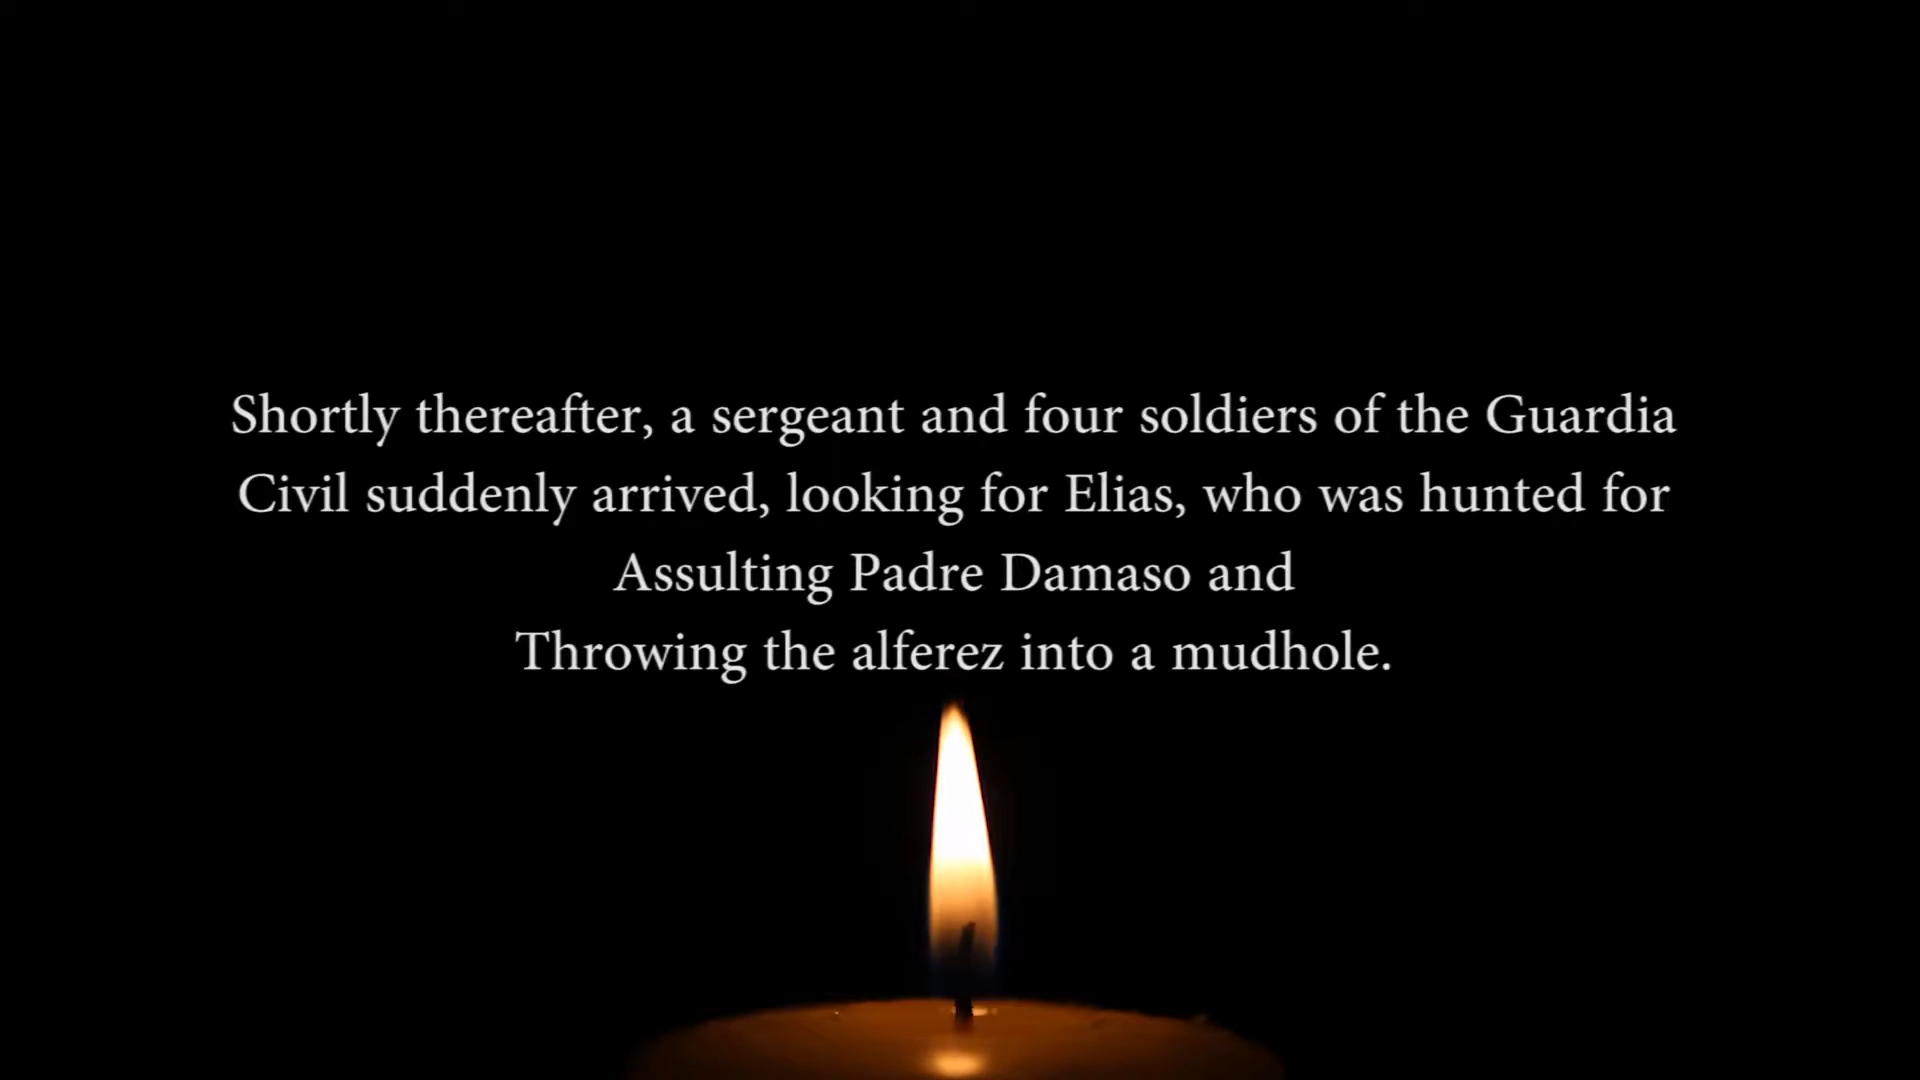 Shortly thereafter, a sergeant and four soldiers of the Guardia
Civil suddenly arrived, looking for Elias, who was hunted for
Assulting Padre Damaso and
Throwing the alferez into a mudhole.